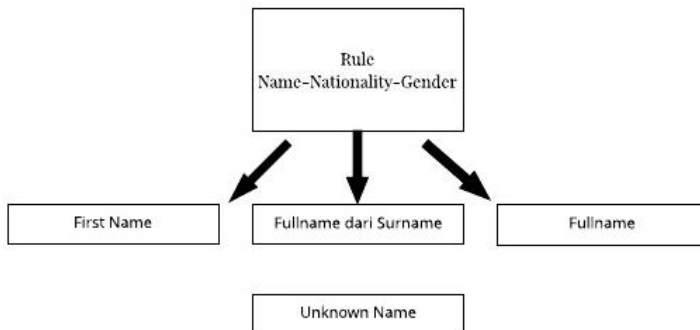 Rule
Name-Nationality-Gender
First Name
Fullname dari Surname
Fullname
Unknown Name